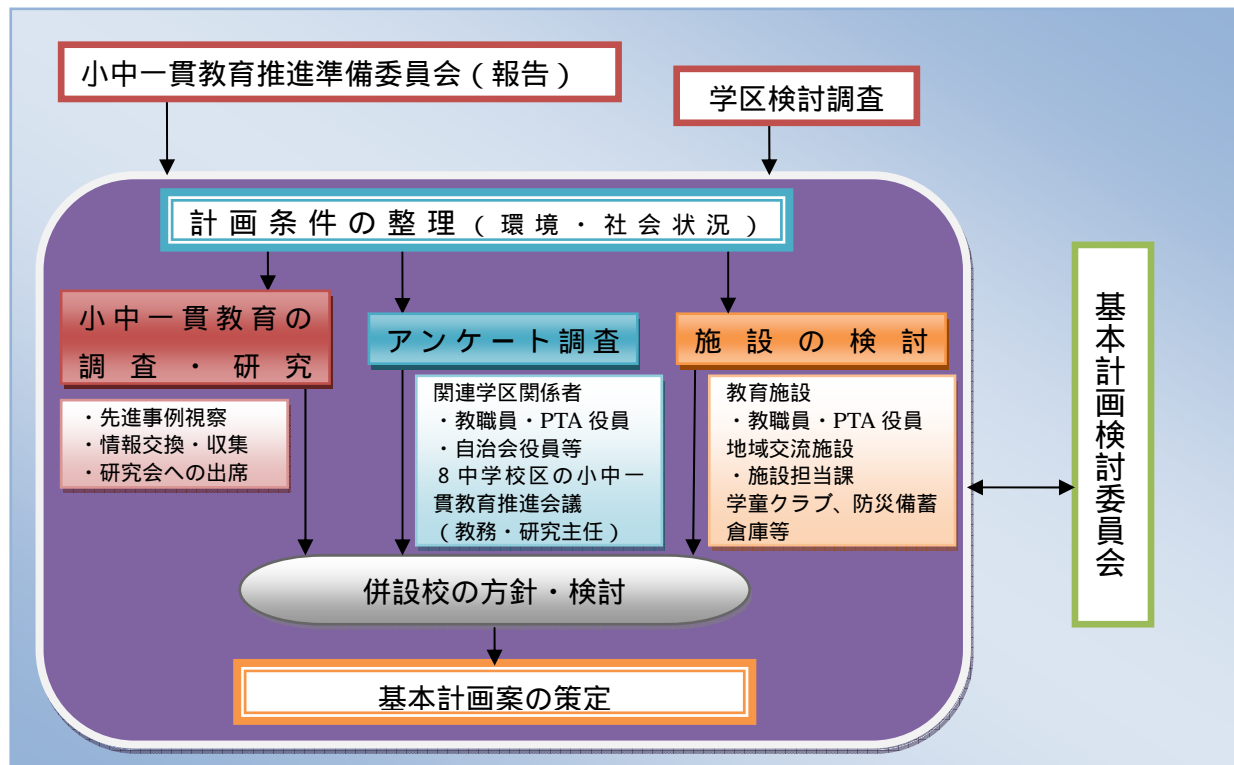 小中一貫教育推進準備委員会（報告）
学区検討調査
計画条件の整理（環境・社会状況）
小中一貫教育の
調査・研究
・先進事例視察
・情報交換・収集
・研究会への出席
アンケート調査
関連学区関係者
・教職員・PTA 役員
・自治会役員等
８中学校区の小中一
貫教育推進会議
（教務・研究主任）
施設の検討
教育施設
・教職員・PTA 役員
地域交流施設
・施設担当課
学童クラブ、防災備蓄
倉庫等
併設校の方針・検討
基本計画案の策定
基本計画検討委員会